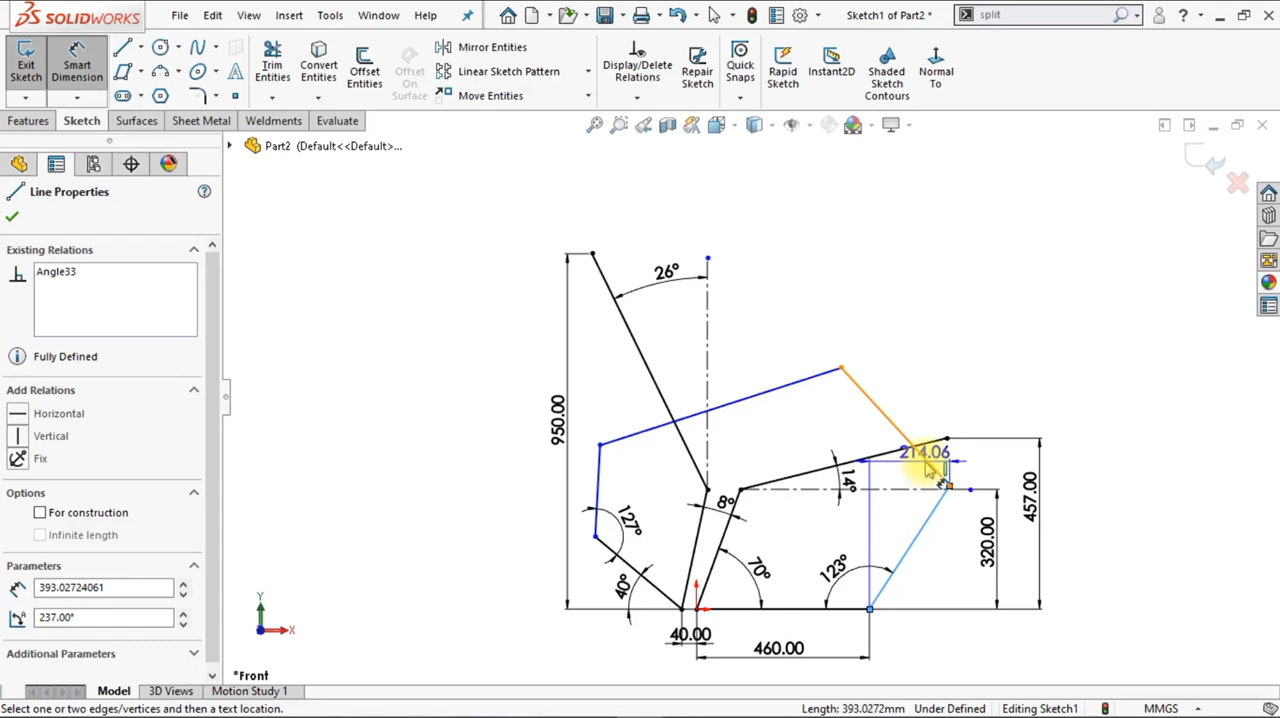 SOLIDWORKS
File Edit View Insert Tools Window Help
Sketch1 of Part2 *
split
Exit Sketch
Smart Dimension
Trim Entities
Convert Entities
Offset Entities
Offset On Surface
Mirror Entities
Linear Sketch Pattern
Move Entities
Display/Delete Relations
Repair Sketch
Quick Snaps
Rapid Sketch
Instant2D
Shaded Sketch Contours
Normal To
Features Sketch Surfaces Sheet Metal Weldments Evaluate
Part2 (Default<<Default>...
Line Properties
Existing Relations
Angle33
Fully Defined
Add Relations
Horizontal
Vertical
Fix
Options
For construction
Infinite length
Parameters
393.02724061
237.00°
Additional Parameters
26°
950.00
214.06
14°
457.00
8°
127°
320.00
70°
123°
40°
40.00
460.00
Y
X
*Front
Model 3D Views Motion Study 1
Select one or two edges/vertices and then a text location.
Length: 393.0272mm Under Defined Editing Sketch1 MMGS